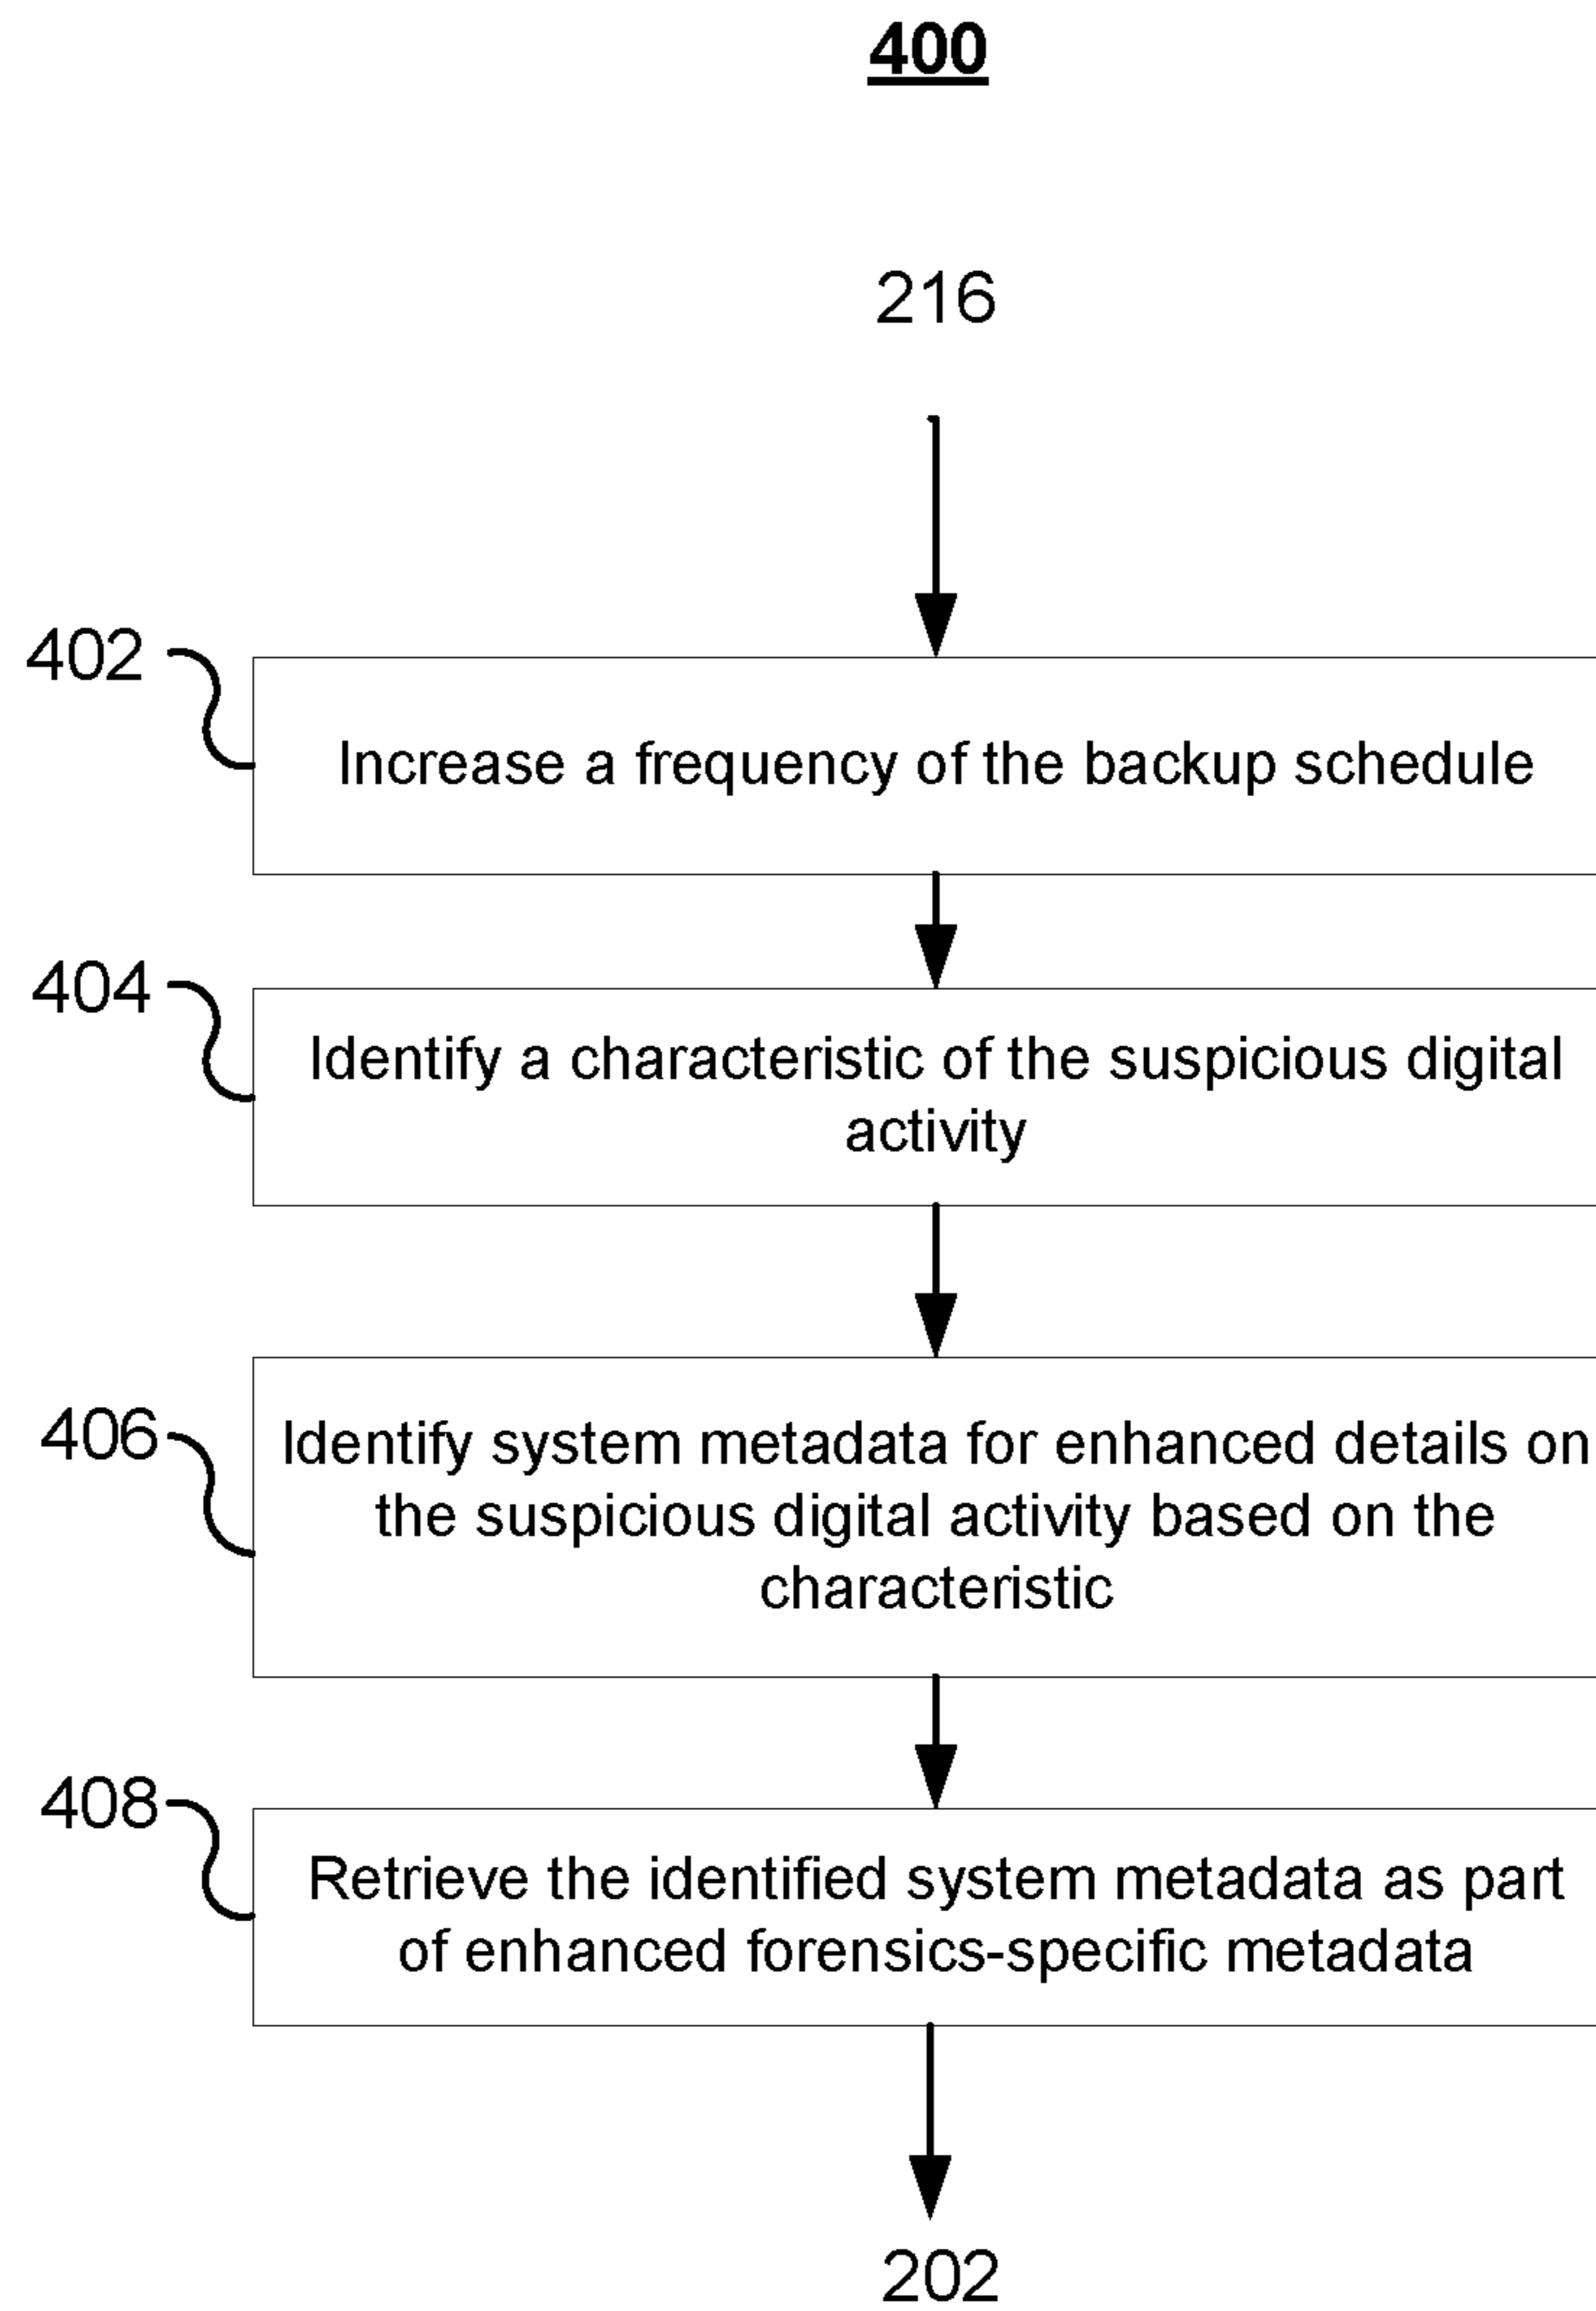 400
216
402
Increase a frequency of the backup schedule
404
Identify a characteristic of the suspicious digital
activity
406
Identify system metadata for enhanced details on
the suspicious digital activity based on the
characteristic
408
Retrieve the identified system metadata as part
of enhanced forensics-specific metadata
202